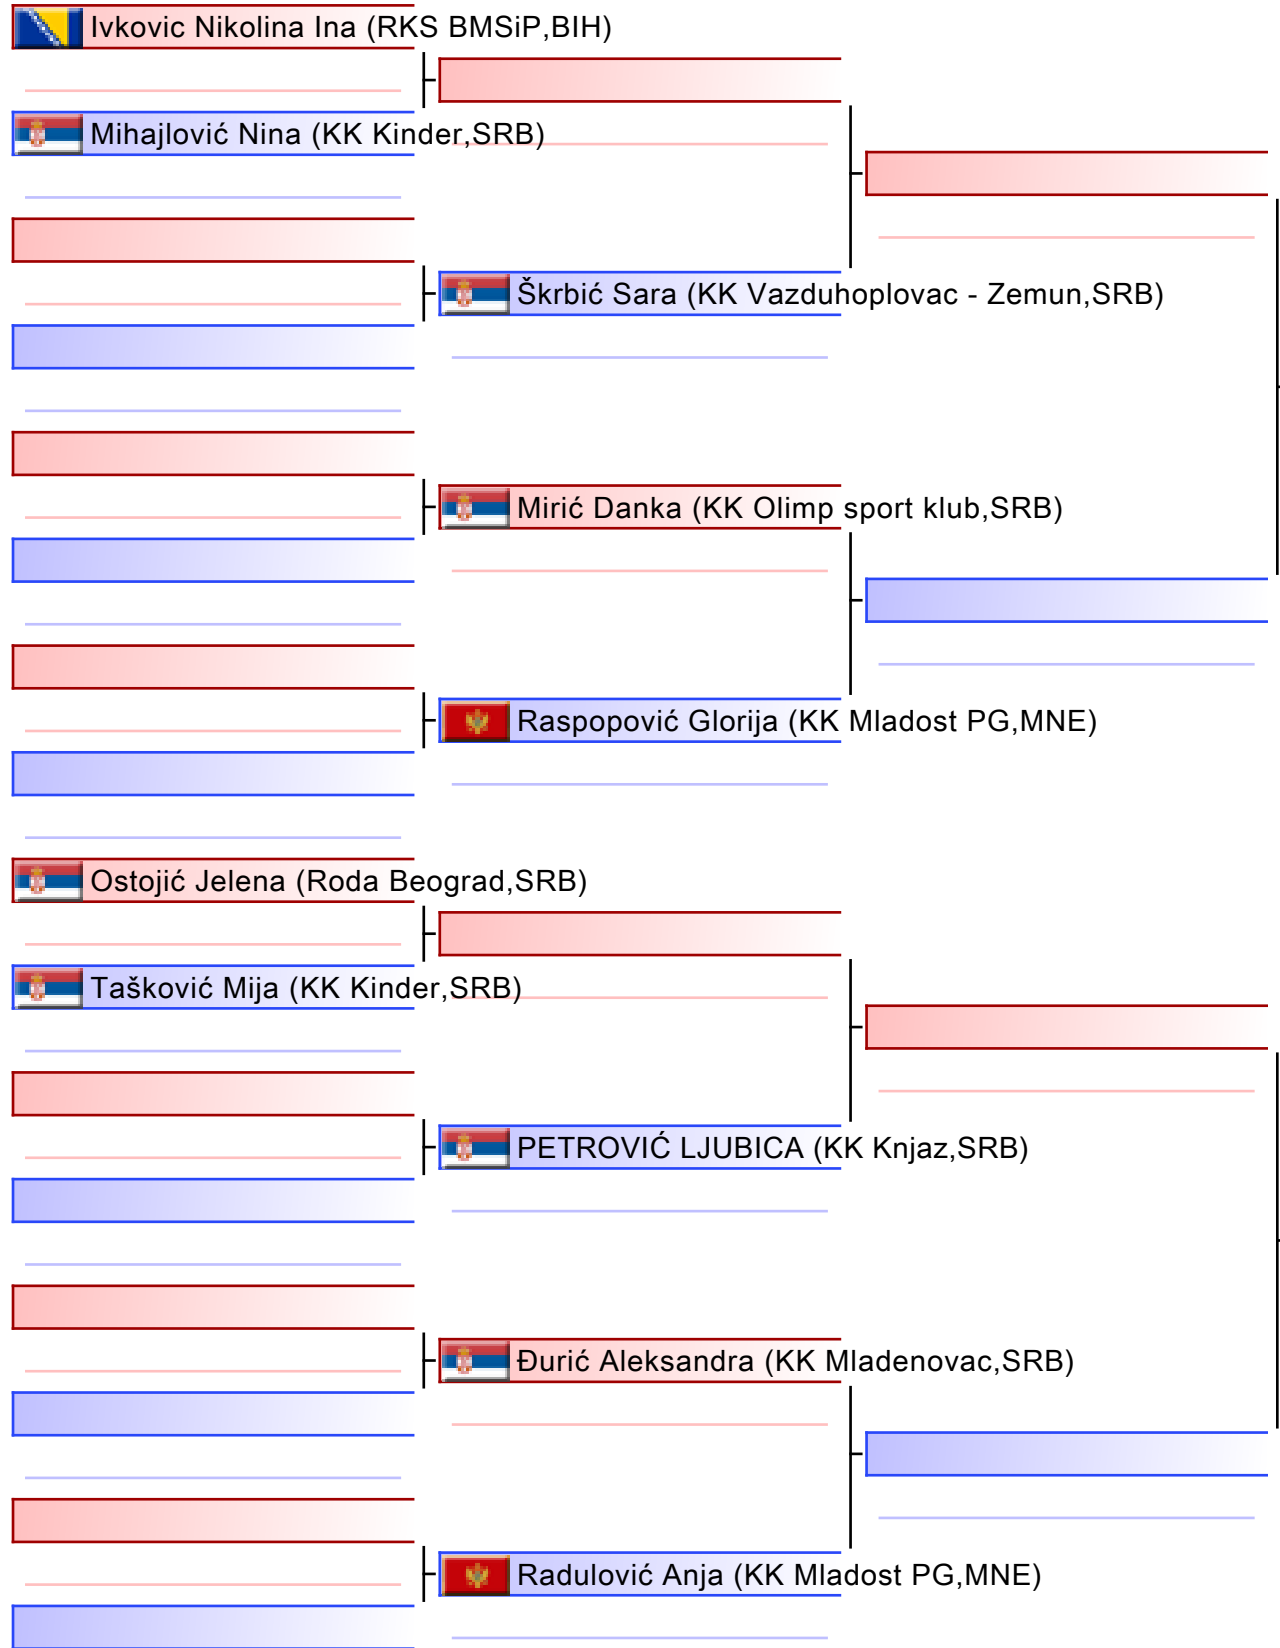 Ivkovic Nikolina Ina (RKS BMSiP,BIH)
Mihajlović Nina (KK Kinder,SRB)
Škrbić Sara (KK Vazduhoplovac - Zemun,SRB)
Mirić Danka (KK Olimp sport klub,SRB)
Raspopović Glorija (KK Mladost PG,MNE)
Ostojić Jelena (Roda Beograd,SRB)
Tašković Mija (KK Kinder,SRB)
PETROVIĆ LJUBICA (KK Knjaz,SRB)
Đurić Aleksandra (KK Mladenovac,SRB)
Radulović Anja (KK Mladost PG,MNE)